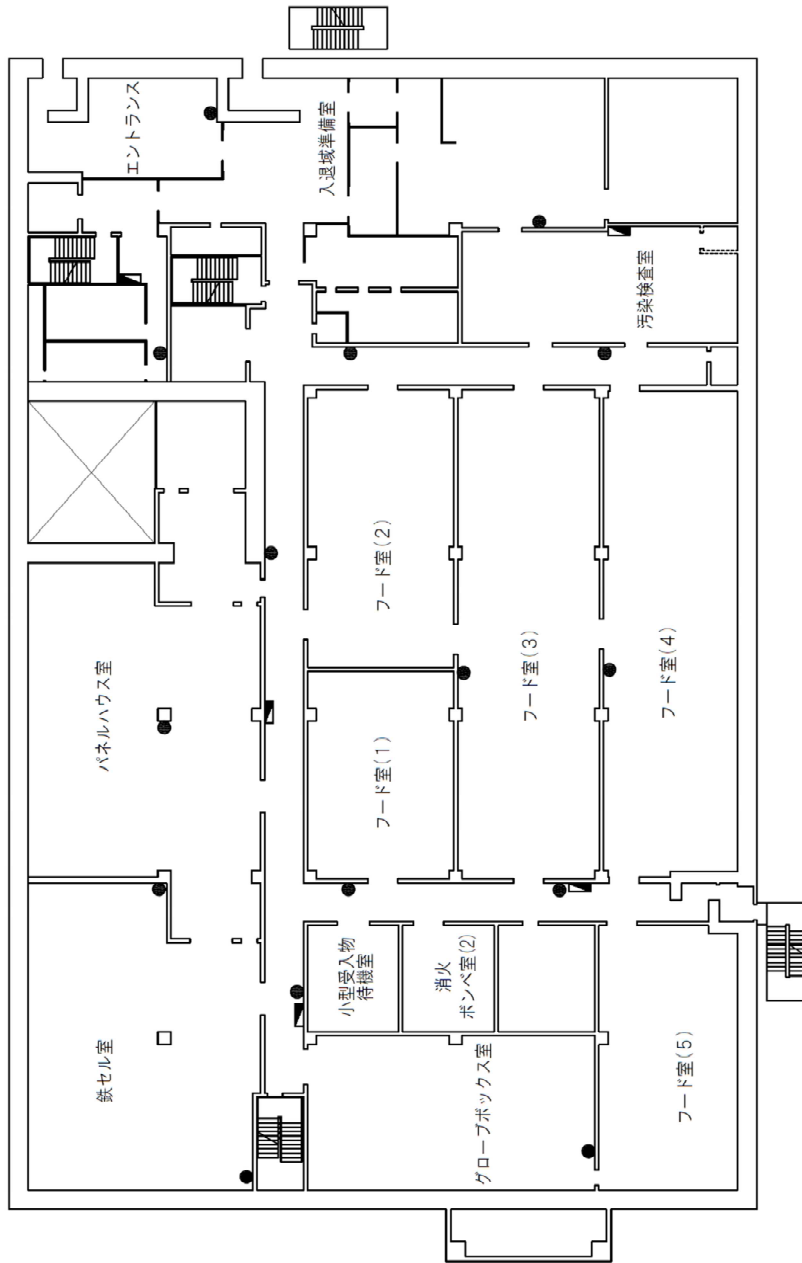 鉄セル室
パネルハウス室
エントランス
小型受入物
待機室
消火
ボンベ室(2)
グローブボックス室
フード室(1)
フード室(2)
入退域準備室
フード室(3)
汚染検査室
フード室(5)
フード室(4)